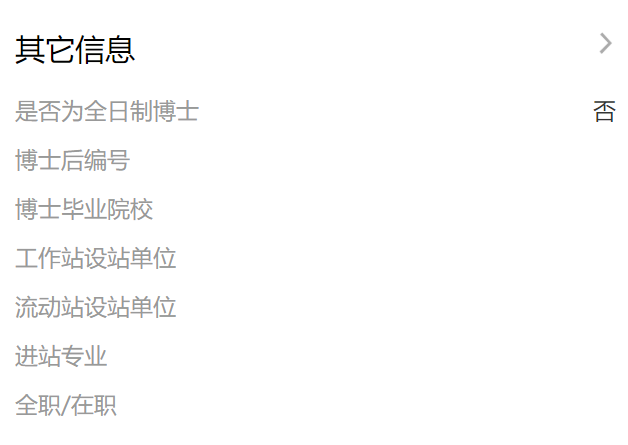 其它信息
是否为全日制博士 否
博士后编号
博士毕业院校
工作站设站单位
流动站设站单位
进站专业
全职/在职